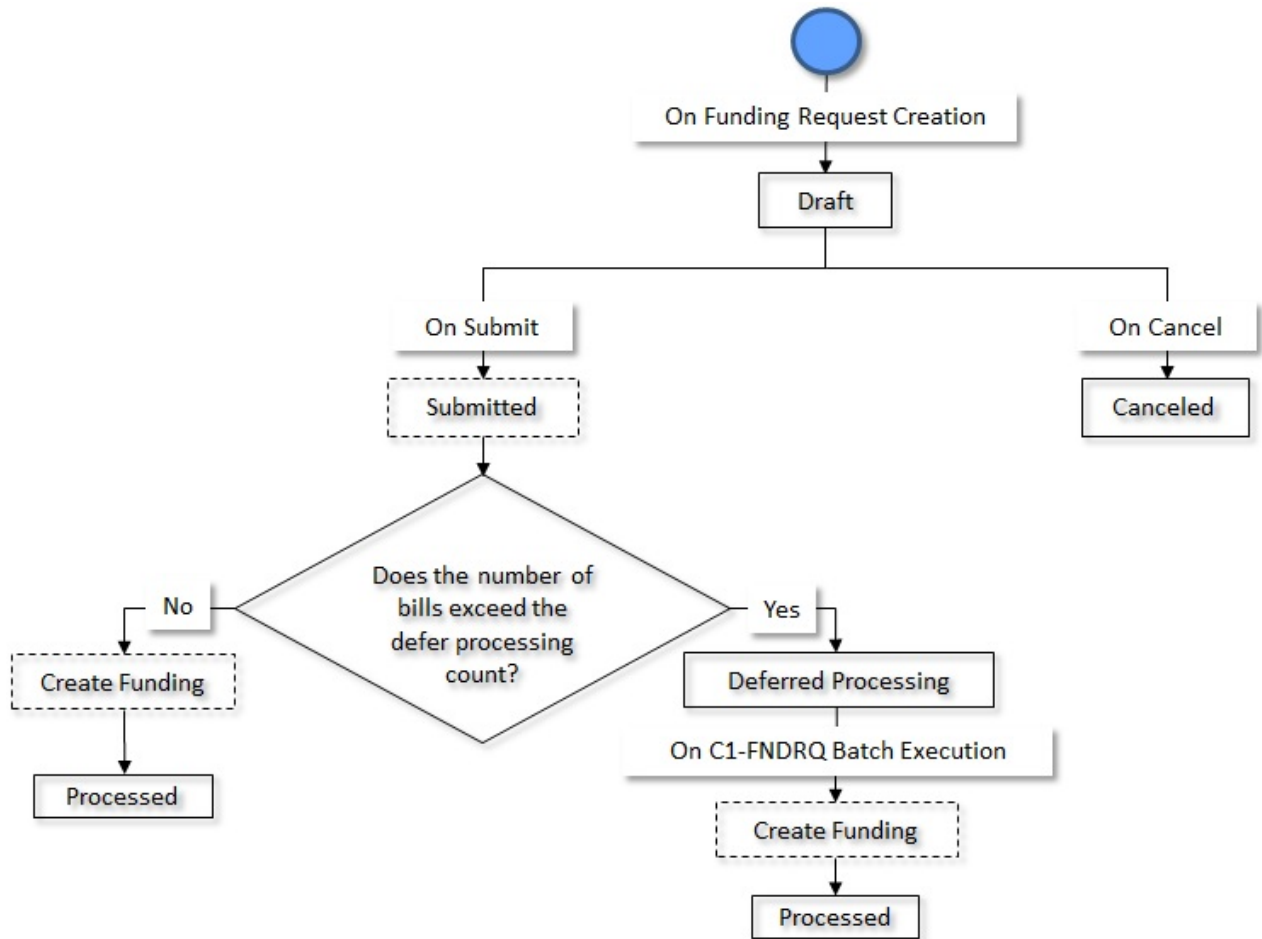 On Funding Request Creation
Draft
On Submit
On Cancel
Submitted
Canceled
Does the number of
bills exceed the
defer processing
count?
No
Yes
Create Funding
Deferred Processing
On C1-FNDRQ Batch Execution
Processed
Create Funding
Processed